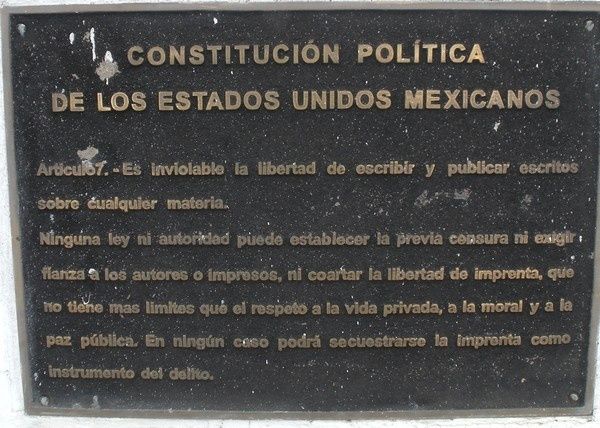 CONSTITUCIÓN POLÍTICA
DE LOS ESTADOS UNIDOS MEXICANOS
Articulo7.-Es inviolable la libertad de escribir y publicar escritos
sobre cualquier materia.
Ninguna ley ni autoridad puede establecer la previa censura ni exigir
fianza a los autores o impresos, ni coartar la libertad de imprenta, que
no tiene mas limites que el respeto a la vida privada, a la moral y a la
paz pública. En ningún caso podrá secuestrarse la imprenta como
instrumento del delito.